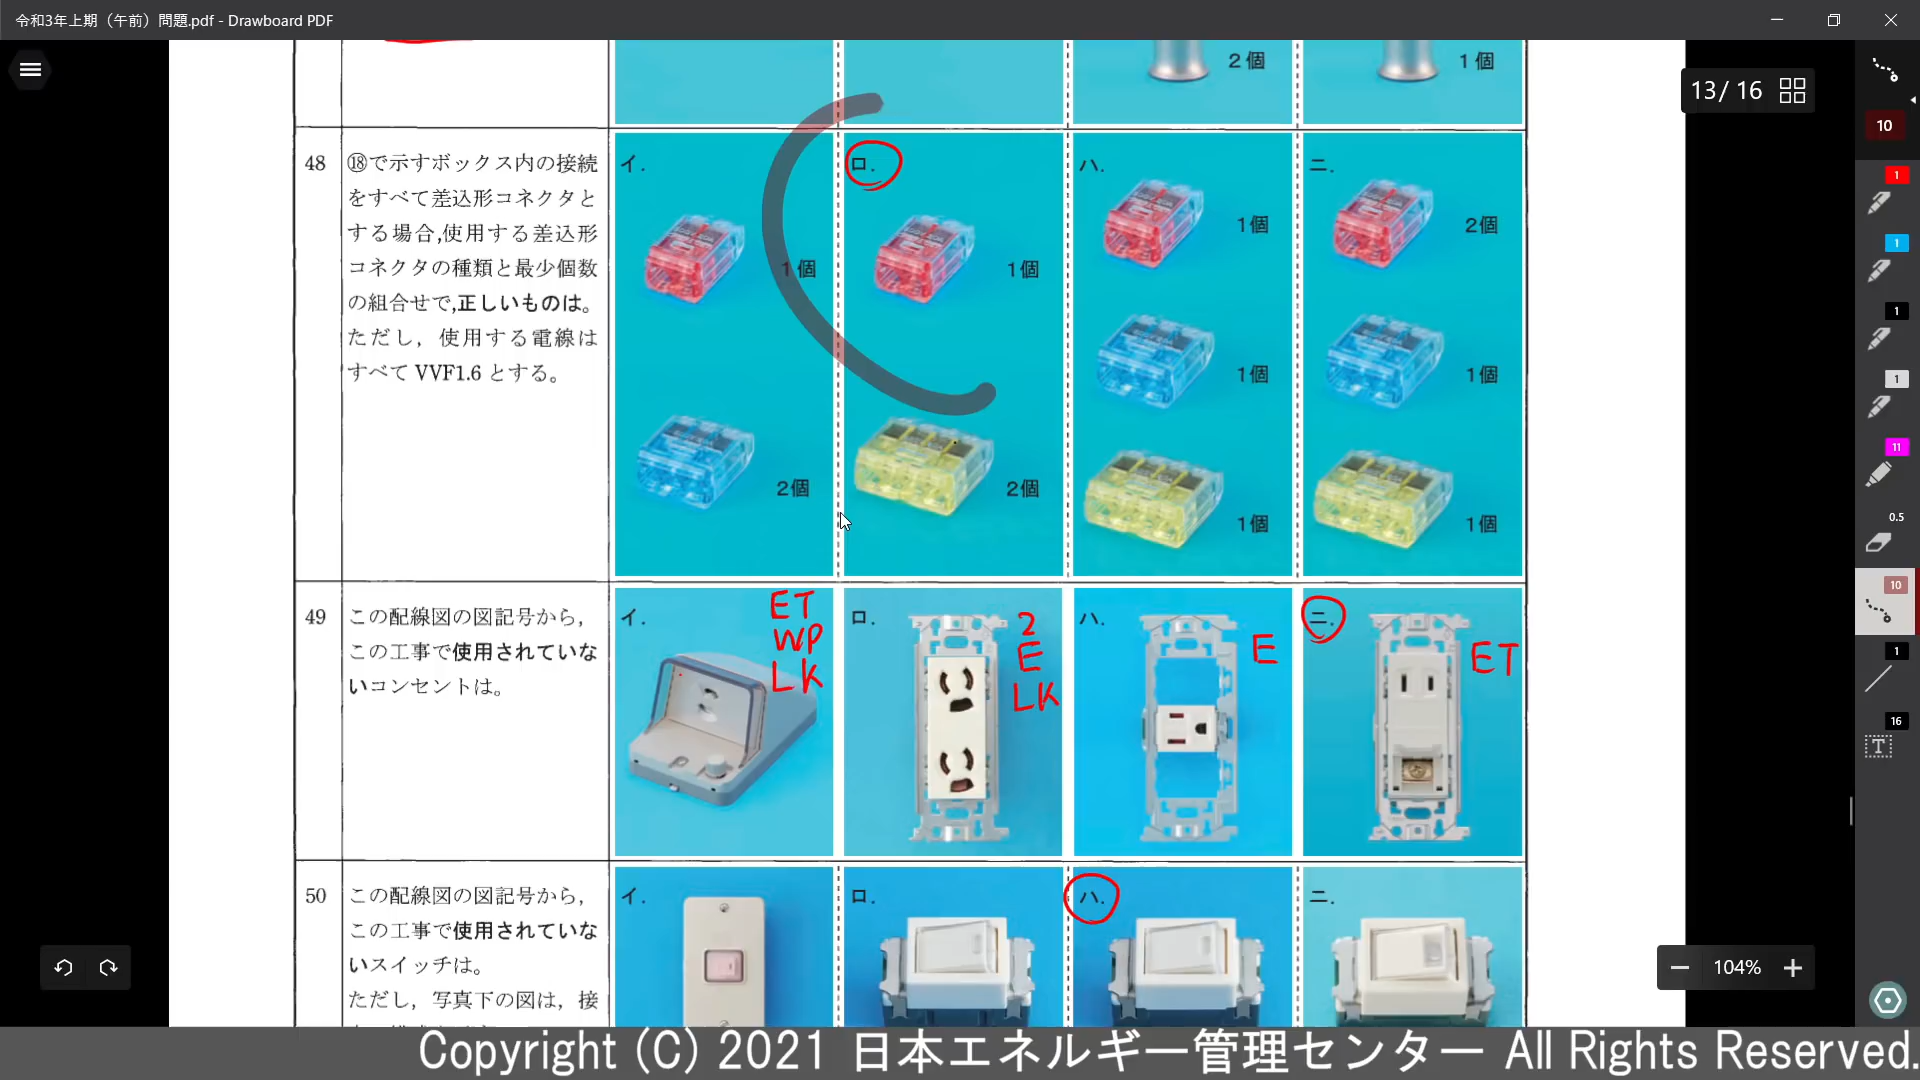 令和3年上期（午前）問題.pdf - Drawboard PDF
13/ 16
2個
1個
48
⑱で示すボックス内の接続
をすべて差込形コネクタと
する場合,使用する差込形
コネクタの種類と最少個数
の組合せで,正しいものは。
ただし，使用する電線は
すべて VVF1.6 とする。
イ.
1個
2個
ロ.
1個
2個
ハ.
1個
1個
1個
ニ.
2個
1個
1個
49
この配線図の図記号から，
この工事で使用されていな
いコンセントは。
イ.
ET
WP
LK
ロ.
2
E
LK
ハ.
E
ニ.
ET
50
この配線図の図記号から，
この工事で使用されていな
いスイッチは。
ただし，写真下の図は，接
イ.
ロ.
ハ.
ニ.
10
1
1
1
1
11
0.5
10
1
16
T
104%
Copyright (C) 2021 日本エネルギー管理センター All Rights Reserved.